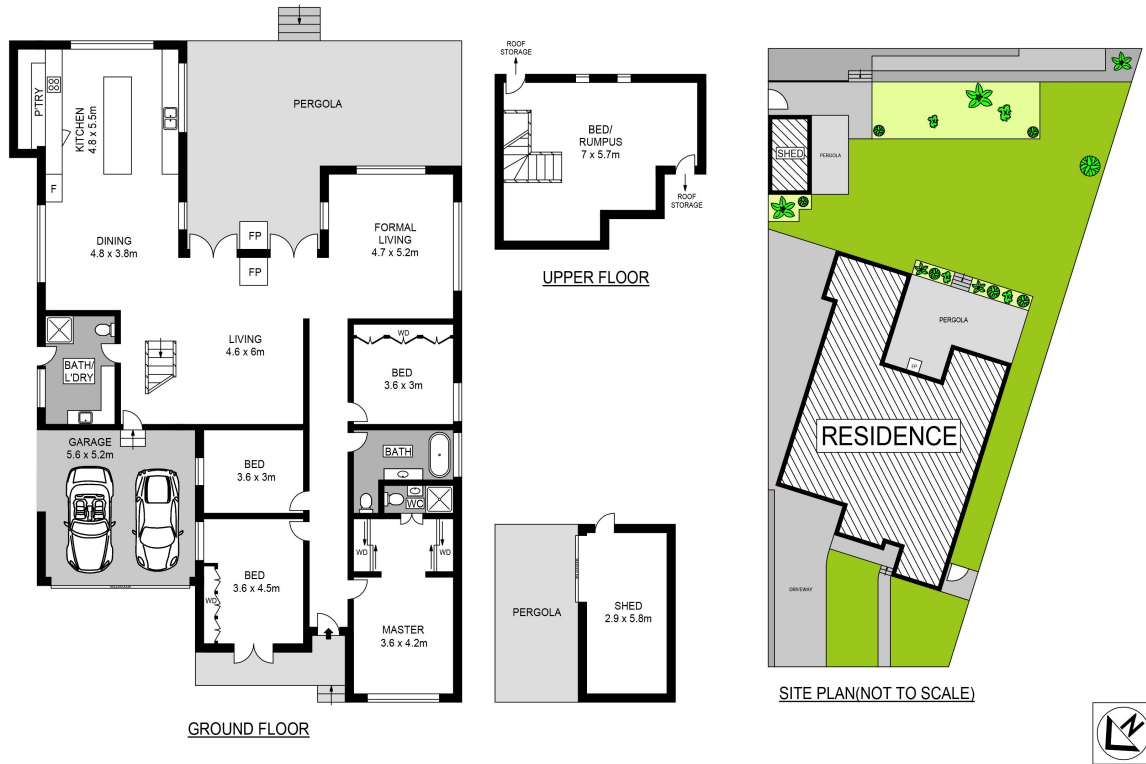 PERGOLA
P'TRY
KITCHEN
4.8 x 5.5m
F
DINING
4.8 x 3.8m
FP
FP
FORMAL
LIVING
4.7 x 5.2m
LIVING
4.6 x 6m
BATH/
L'DRY
WD
BED
3.6 x 3m
GARAGE
5.6 x 5.2m
BED
3.6 x 3m
BATH
WC
WD
WD
BED
3.6 x 4.5m
WD
MASTER
3.6 x 4.2m
GROUND FLOOR
ROOF
STORAGE
BED/
RUMPUS
7 x 5.7m
ROOF
STORAGE
UPPER FLOOR
PERGOLA
SHED
2.9 x 5.8m
SHED
PERGOLA
PERGOLA
FP
RESIDENCE
DRIVEWAY
SITE PLAN(NOT TO SCALE)
N